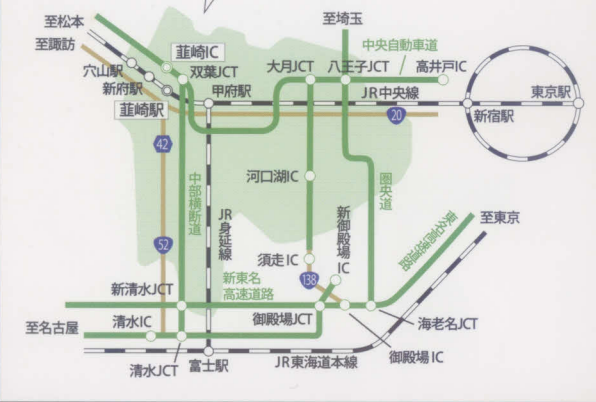 至松本
至埼玉
至諏訪
中央自動車道
韮崎IC
穴山駅
双葉JCT
大月JCT
八王子JCT
高井戸IC
新府駅
甲府駅
JR中央線
東京駅
韮崎駅
20
新宿駅
42
河口湖IC
中部横断道
圏央道
新御殿場IC
JR身延線
至東京
52
東名高速道路
須走IC
新東名
高速道路
138
新清水JCT
至名古屋
清水IC
御殿場JCT
海老名JCT
御殿場IC
清水JCT
富士駅
JR東海道本線